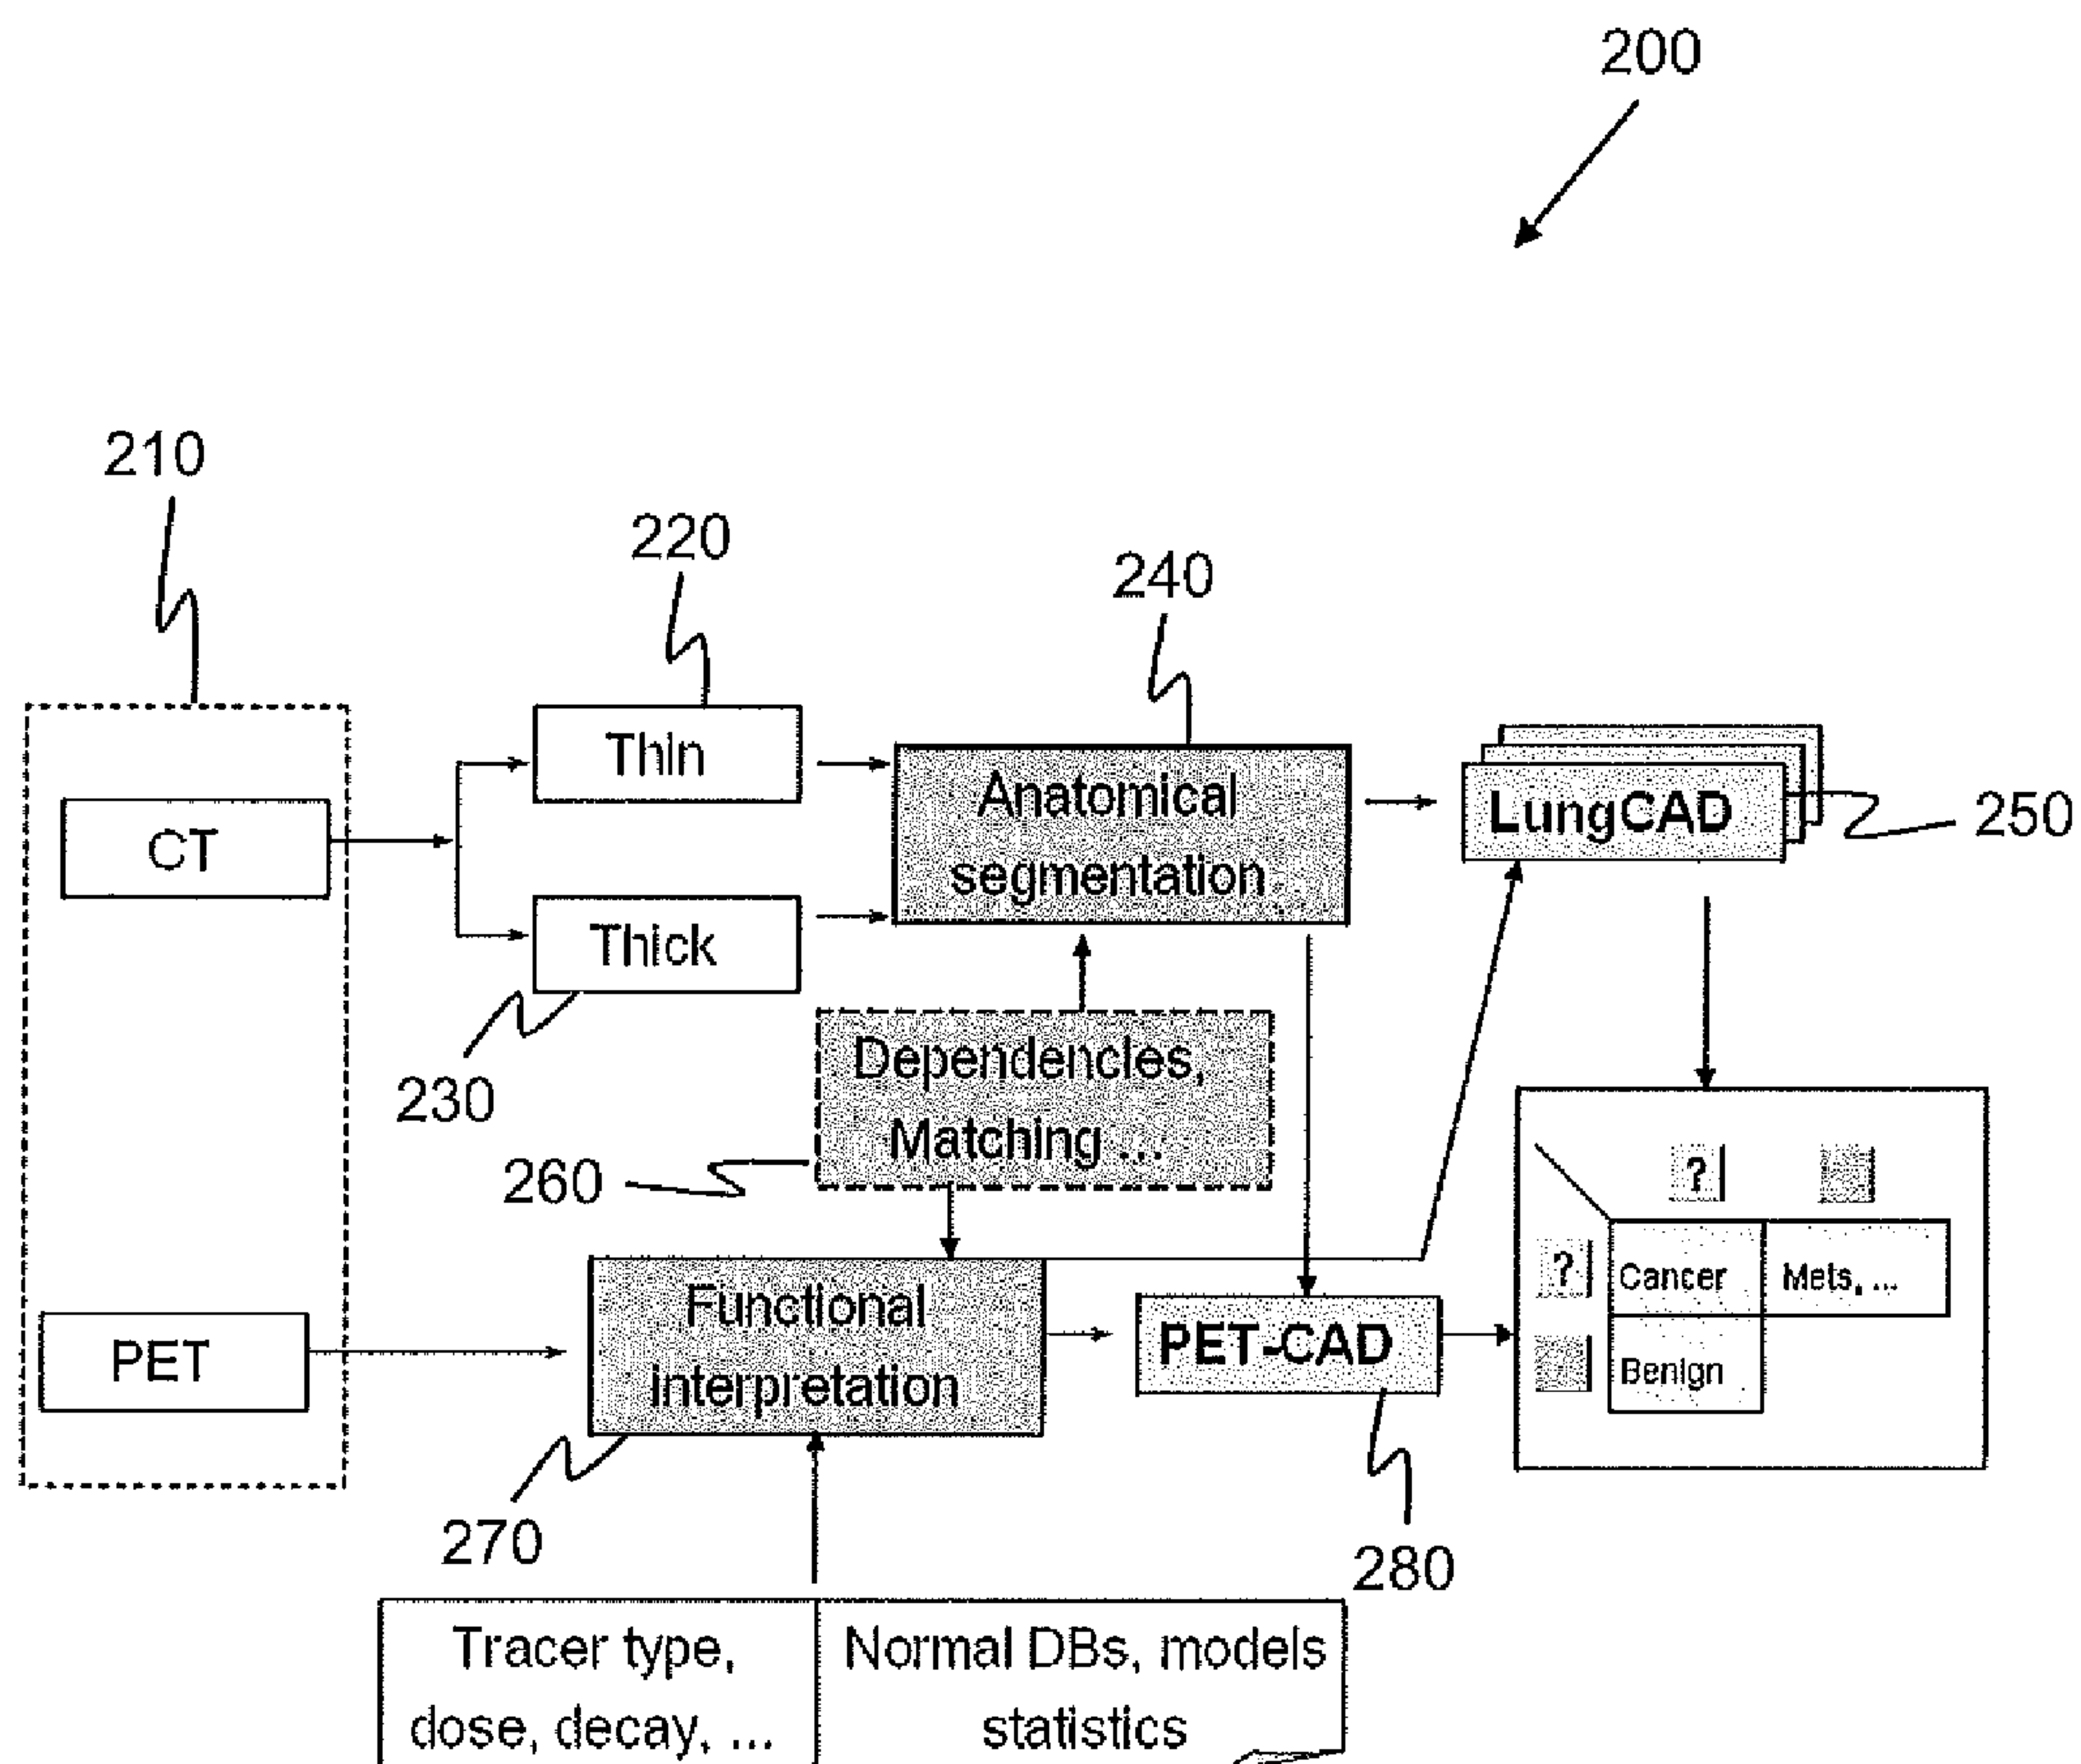 200
210
220
240
Thin
Anatomical
segmentation
LungCAD
250
CT
Thick
230
Dependencies,
Matching ...
260
?
?
Cancer
Mets, ...
Benign
Functional
interpretation
PET-CAD
PET
270
280
Tracer type,
dose, decay, ...
Normal DBs, models
statistics